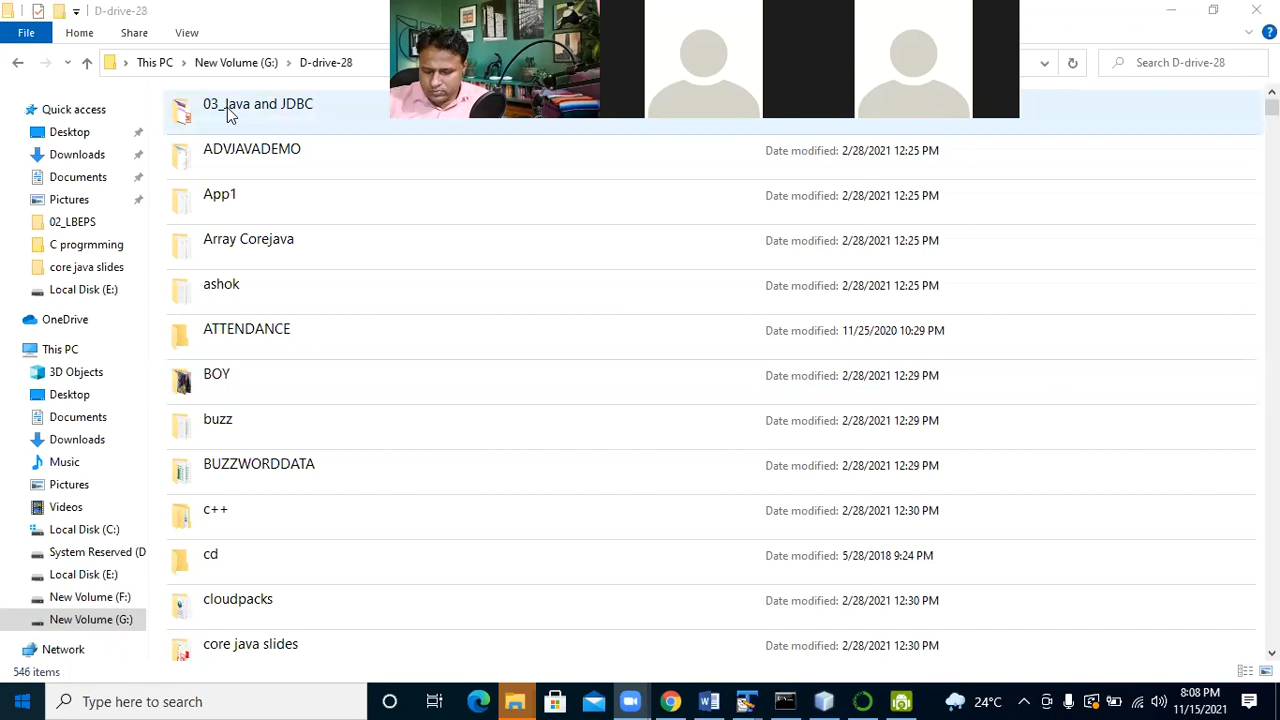 D-drive-28
File Home Share View
This PC New Volume (G:) D-drive-28 Search D-drive-28
Quick access
Desktop
Downloads
Documents
Pictures
02_LBEPS
C progrmming
core java slides
Local Disk (E:)
OneDrive
This PC
3D Objects
Desktop
Documents
Downloads
Music
Pictures
Videos
Local Disk (C:)
System Reserved (D
Local Disk (E:)
New Volume (F:)
New Volume (G:)
Network
03_Java and JDBC
ADVJAVADEMO Date modified: 2/28/2021 12:25 PM
App1 Date modified: 2/28/2021 12:25 PM
Array Corejava Date modified: 2/28/2021 12:25 PM
ashok Date modified: 2/28/2021 12:25 PM
ATTENDANCE Date modified: 11/25/2020 10:29 PM
BOY Date modified: 2/28/2021 12:29 PM
buzz Date modified: 2/28/2021 12:29 PM
BUZZWORDDATA Date modified: 2/28/2021 12:29 PM
c++ Date modified: 2/28/2021 12:30 PM
cd Date modified: 5/28/2018 9:24 PM
cloudpacks Date modified: 2/28/2021 12:30 PM
core java slides Date modified: 2/28/2021 12:30 PM
546 items
Type here to search
24°C
8:08 PM
11/15/2021